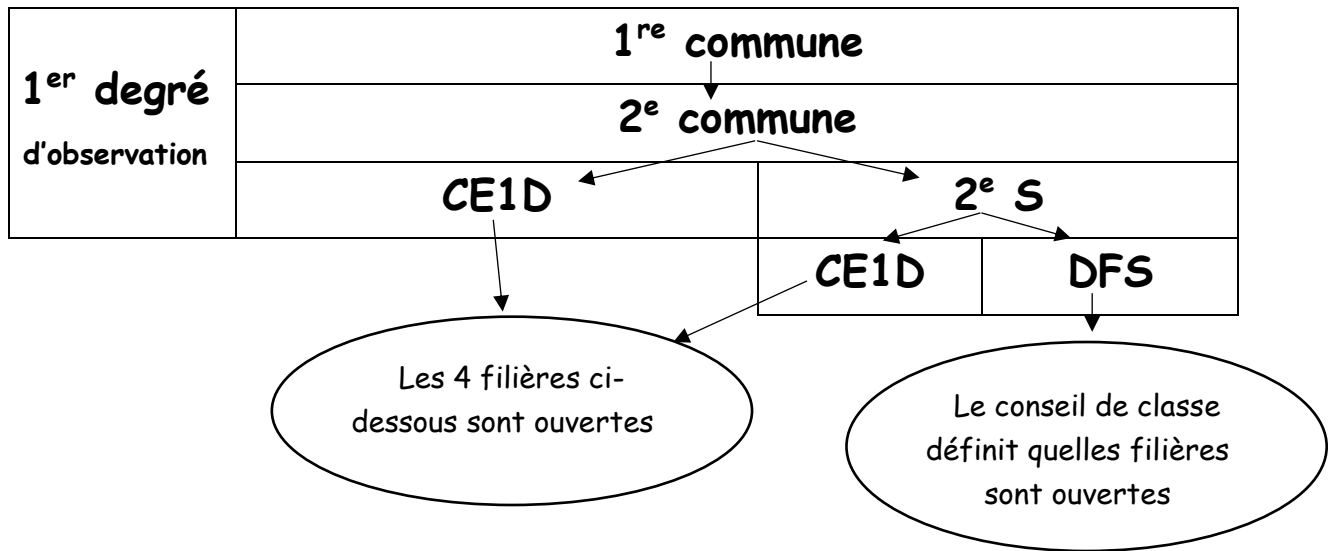 1re commune
1er degré
d'observation
2e commune
CE1D
2e S
CE1D
DFS
Les 4 filières ci-
dessous sont ouvertes
Le conseil de classe
définit quelles filières
sont ouvertes